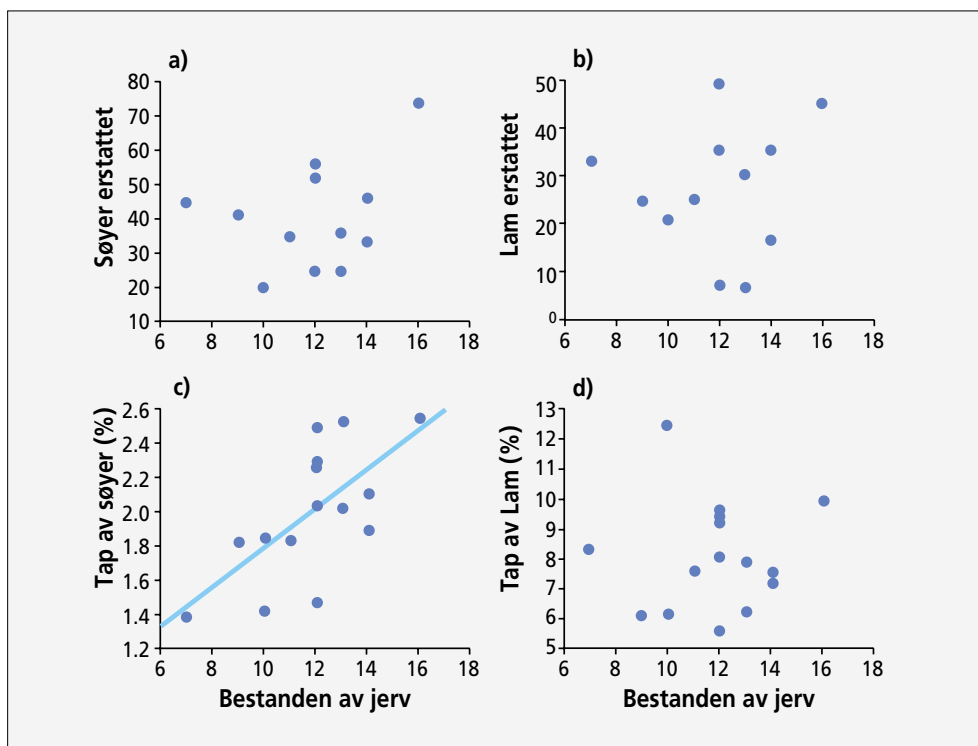 a)
Søyer erstattet
80
70
60
50
40
30
20
10
6 8 10 12 14 16 18
b)
Lam erstattet
50
40
30
20
10
0
6 8 10 12 14 16 18
c)
Tap av søyer (%)
2.6
2.4
2.2
2.0
1.8
1.6
1.4
1.2
6 8 10 12 14 16 18
Bestanden av jerv
d)
Tap av Lam (%)
13
12
11
10
9
8
7
6
5
6 8 10 12 14 16 18
Bestanden av jerv